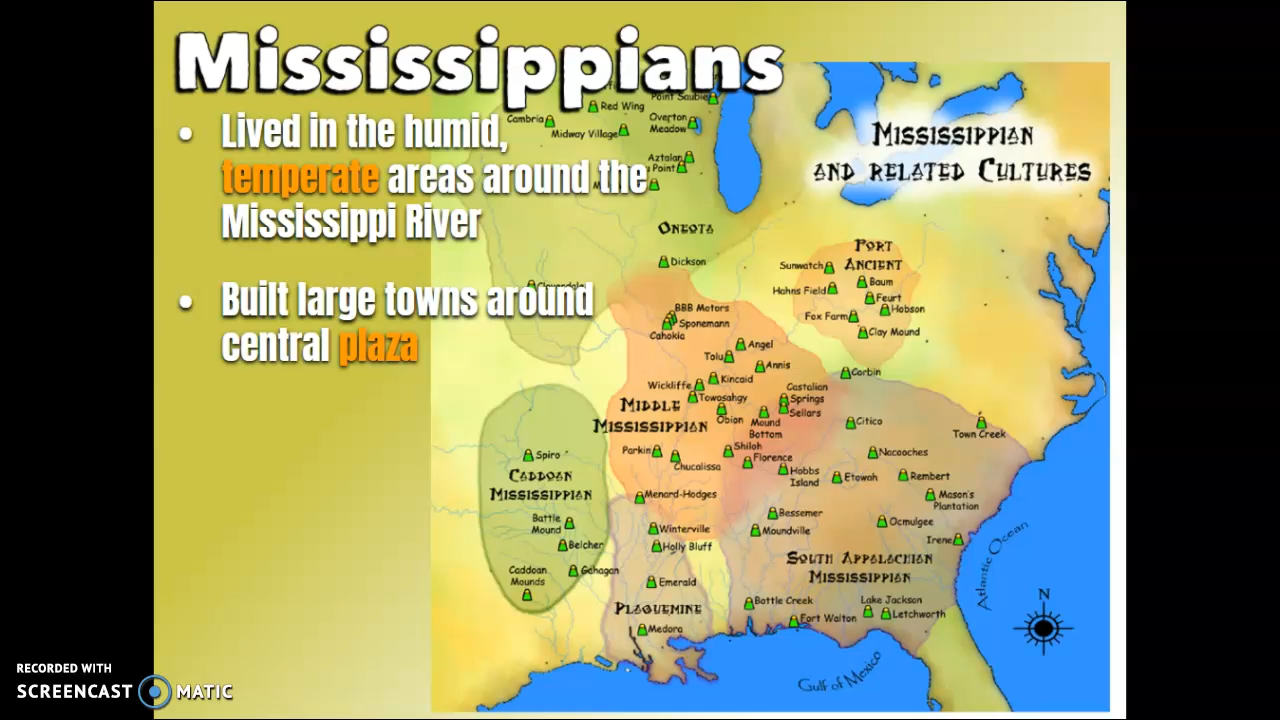 Mississippians
• Lived in the humid,
temperate areas around the
Mississippi River
• Built large towns around
central plaza
MISSISSIPPIAN
AND RELATED CULTURES
Point Sauble
Red Wing
Cambria
Overton
Meadow
Midway Village
Aztalan
Point
ONEOTA
Dickson
FORT
ANCIENT
Sunwatch
Baum
Hahns Field
Feurt
Hobson
Fox Farm
Clay Mound
BBB Motors
Sponemann
Cahokia
Angel
Tolu
Annis
Corbin
Kincaid
Wickliffe
Castalian
Springs
Towosahgy
Sellars
MIDDLE
MISSISSIPPIAN
Obion
Mound
Bottom
Citico
Town Creek
Parkin
Shiloh
Florence
Nacoochee
Chucalissa
Hobbs
Island
Etowah
Rembert
Spiro
CADDOAN
MISSISSIPPIAN
Menard-Hodges
Mason's
Plantation
Battle
Mound
Winterville
Bessemer
Moundville
Ocmulgee
Irene
Belcher
Holly Bluff
SOUTH APPALACHIAN
MISSISSIPPIAN
Caddoan
Mounds
Gahagan
Emerald
PLAQUEMINE
Bottle Creek
Lake Jackson
Fort Walton
Letchworth
Medora
Atlantic Ocean
Gulf of Mexico
N
RECORDED WITH
SCREENCAST MATIC